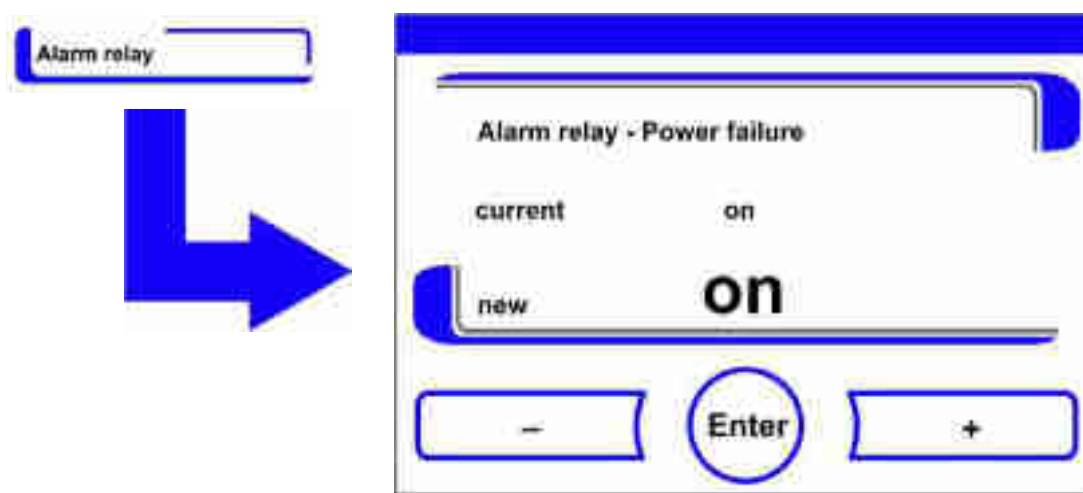 Alarm relay
Alarm relay - Power failure
current on
new on
– Enter +